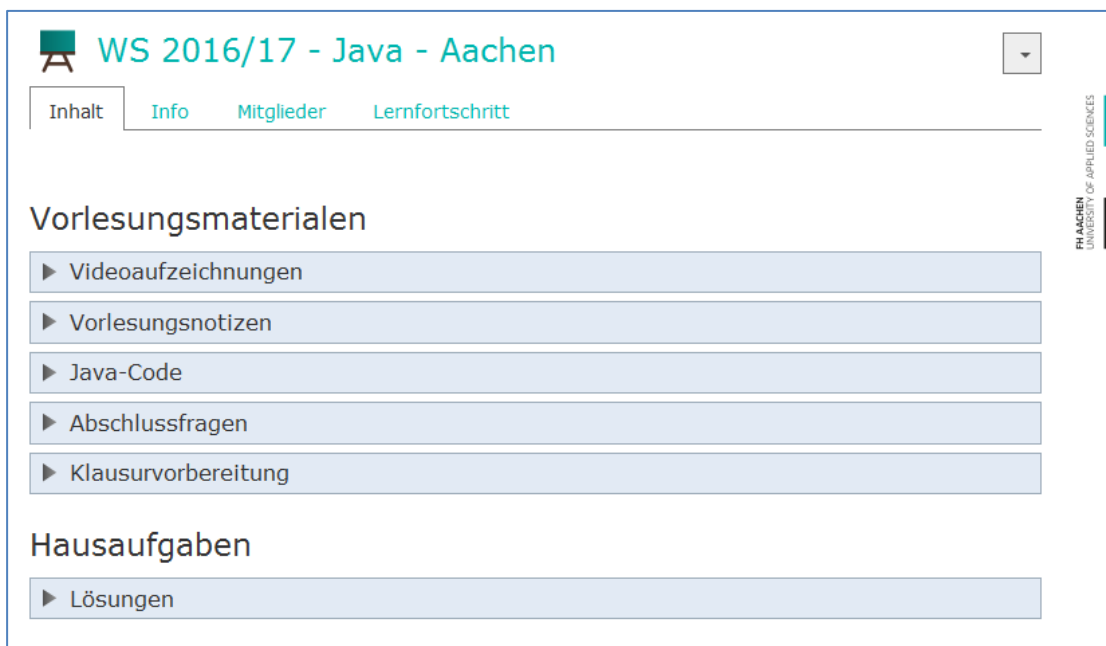 WS 2016/17 - Java - Aachen
Inhalt Info Mitglieder Lernfortschritt
Vorlesungsmaterialen
Videoaufzeichnungen
Vorlesungsnotizen
Java-Code
Abschlussfragen
Klausurvorbereitung
Hausaufgaben
Lösungen
FH AACHEN
UNIVERSITY OF APPLIED SCIENCES